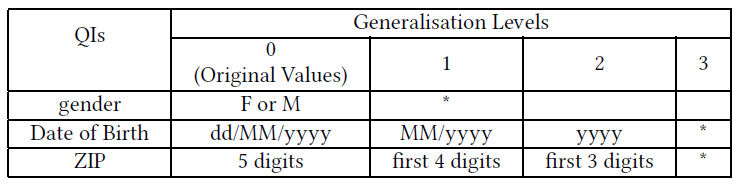 QIs Generalisation Levels
0 1 2 3
(Original Values)
gender F or M *
Date of Birth dd/MM/yyyy MM/yyyy yyyy *
ZIP 5 digits first 4 digits first 3 digits *